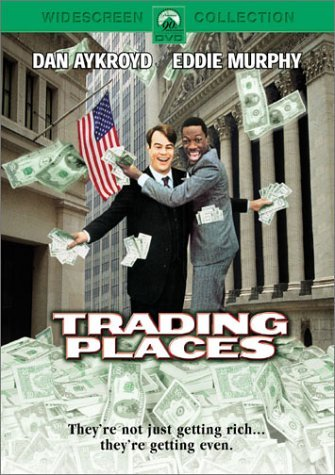 WIDESCREEN COLLECTION
DVD
DAN AYKROYD EDDIE MURPHY
TRADING
PLACES
They're not just getting rich...
they're getting even.